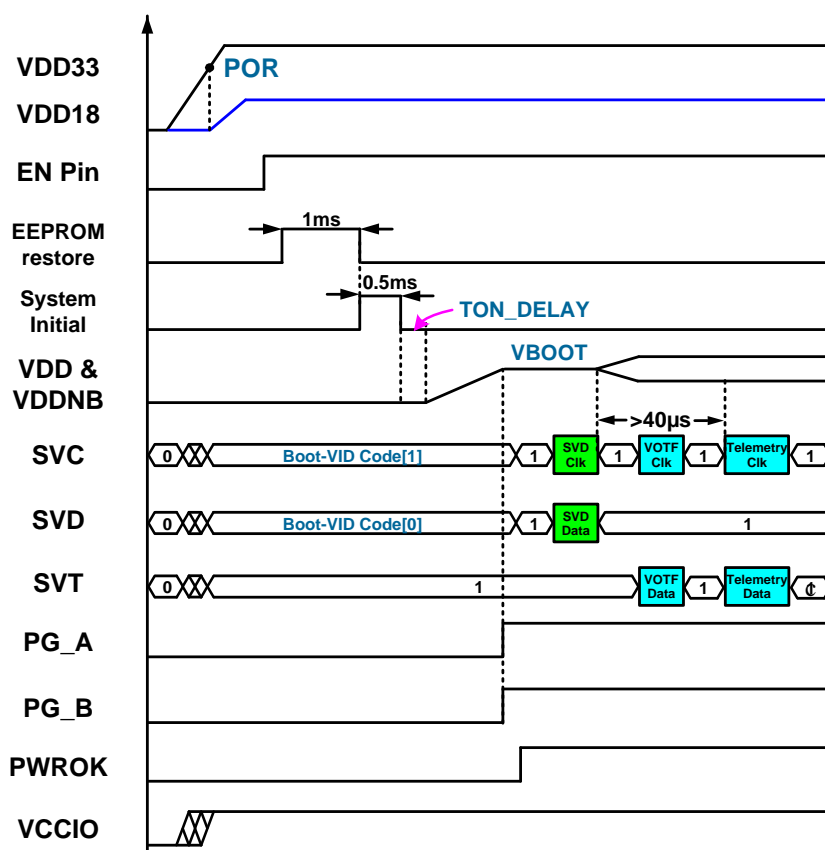 VDD33
POR
VDD18
EN Pin
EEPROM
restore
1ms
System
Initial
0.5ms
TON_DELAY
VDD &
VDDNB
VBOOT
>40µs
SVC
0
Boot-VID Code[1]
1
SVD
Clk
1
VOTF
Clk
1
Telemetry
Clk
1
SVD
0
Boot-VID Code[0]
1
SVD
Data
1
SVT
0
1
VOTF
Data
1
Telemetry
Data
PG_A
PG_B
PWROK
VCCIO